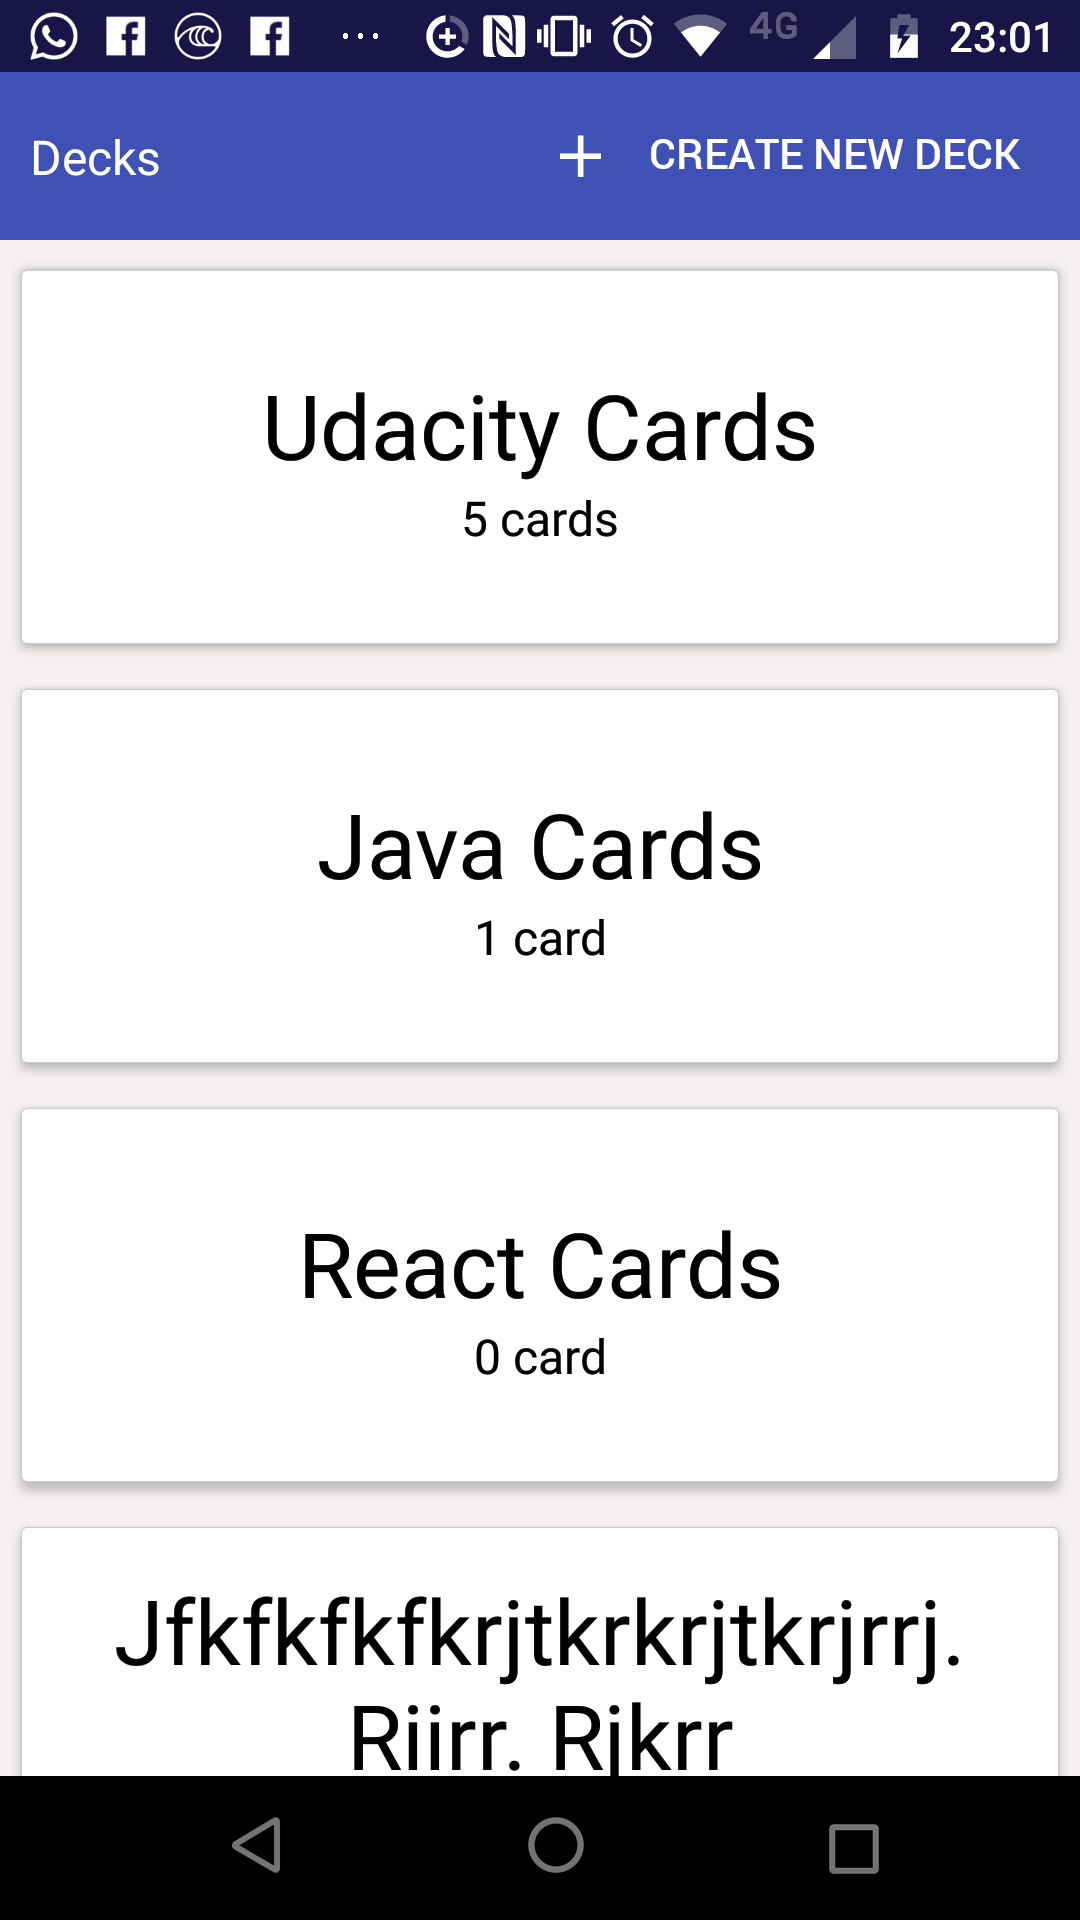 4G 23:01
Decks + CREATE NEW DECK
Udacity Cards
5 cards
Java Cards
1 card
React Cards
0 card
Jfkfkfkfkrjtkrkrjtkrjrrj.
Riirr. Rjkrr